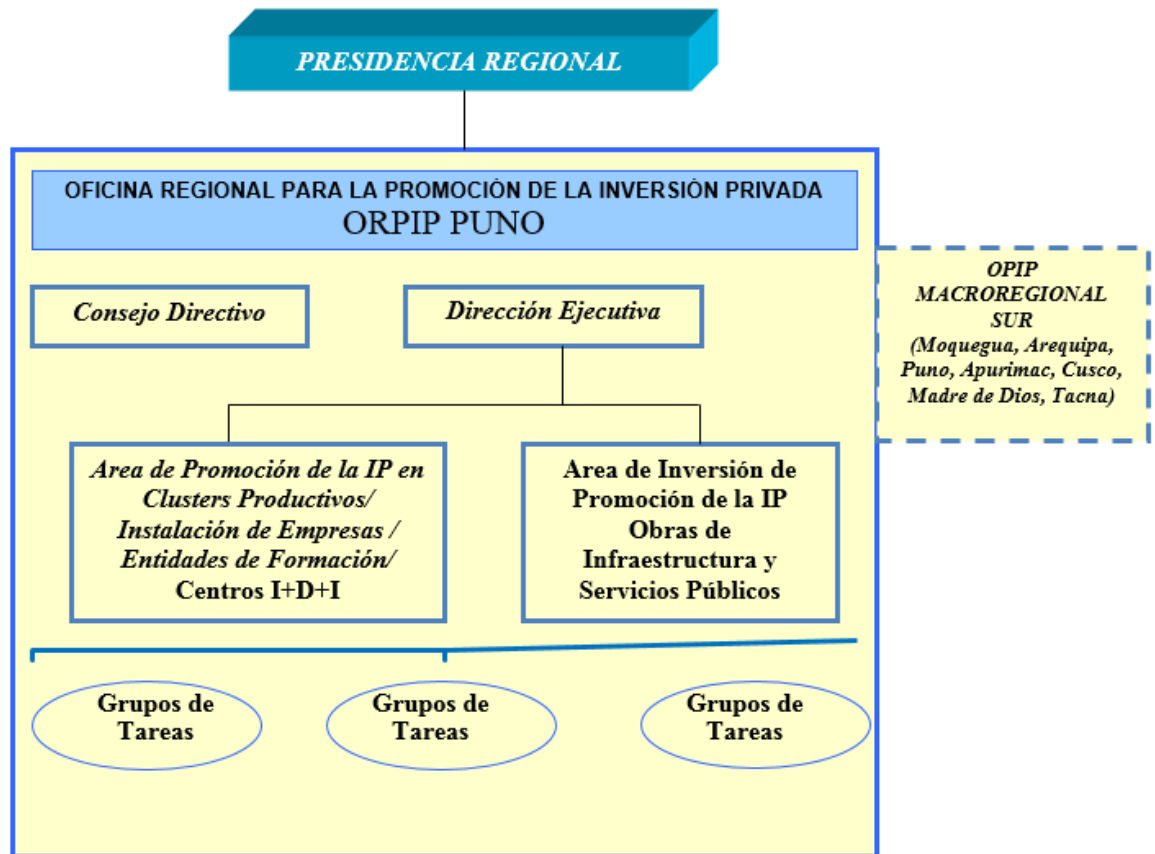 PRESIDENCIA REGIONAL
OFICINA REGIONAL PARA LA PROMOCIÓN DE LA INVERSIÓN PRIVADA
ORPIP PUNO
Consejo Directivo
Dirección Ejecutiva
OPIP
MACROREGIONAL
SUR
(Moquegua, Arequipa,
Puno, Apurimac, Cusco,
Madre de Dios, Tacna)
Area de Promoción de la IP en
Clusters Productivos/
Instalación de Empresas /
Entidades de Formación/
Centros I+D+I
Area de Inversión de
Promoción de la IP
Obras de
Infraestructura y
Servicios Públicos
Grupos de
Tareas
Grupos de
Tareas
Grupos de
Tareas